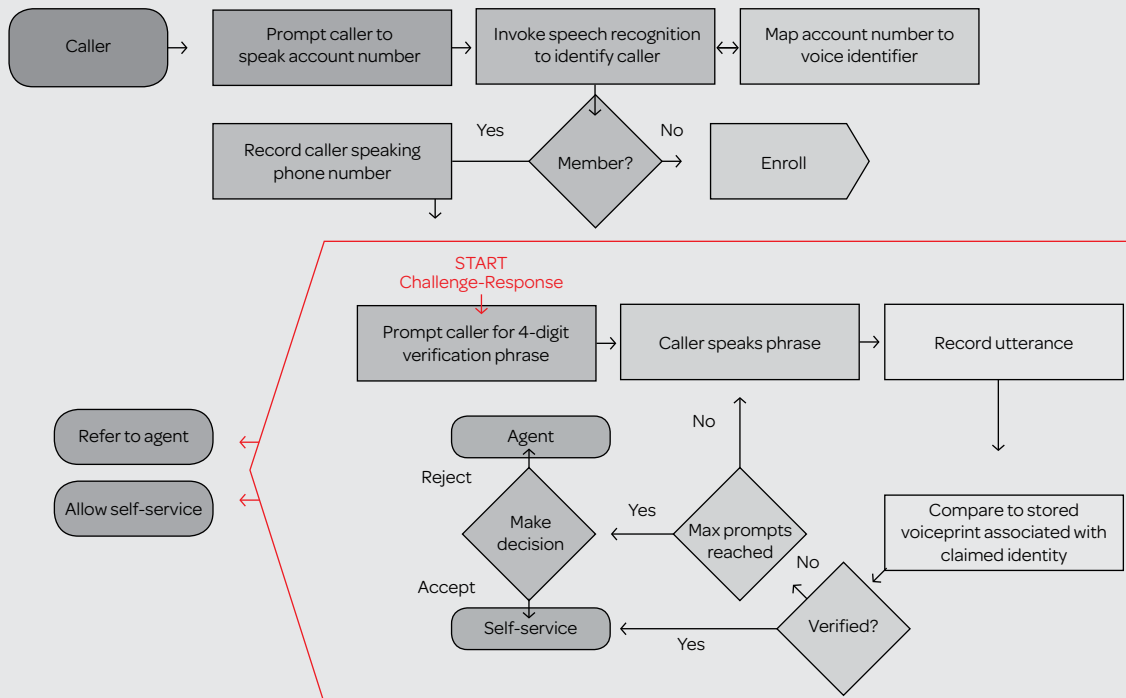 Caller
Prompt caller to
speak account number
Invoke speech recognition
to identify caller
Map account number to
voice identifier
Yes
No
Record caller speaking
phone number
Member?
Enroll
START
Challenge-Response
Prompt caller for 4-digit
verification phrase
Caller speaks phrase
Record utterance
No
Refer to agent
Agent
Reject
Allow self-service
Make
decision
Yes
Max prompts
reached
Compare to stored
voiceprint associated with
claimed identity
No
Accept
Self-service
Yes
Verified?